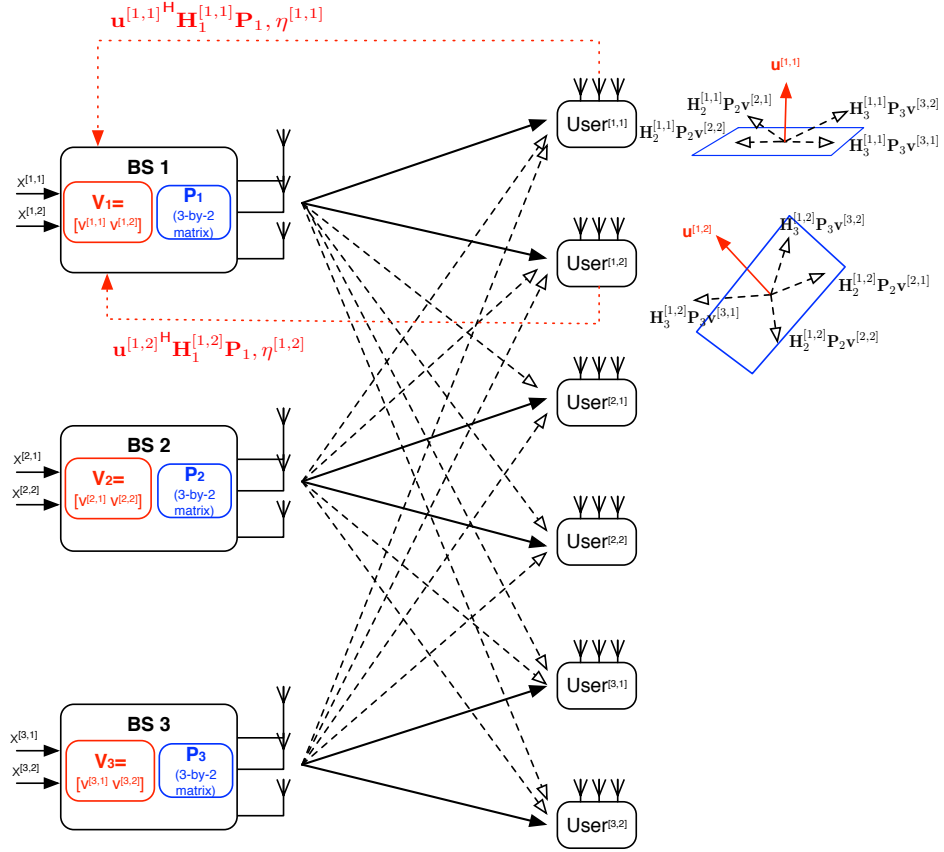 u^{[1,1]^H} H_1^{[1,1]} P_1, η^{[1,1]}
BS 1
X^{[1,1]}
X^{[1,2]}
V_1=
[v^{[1,1]} v^{[1,2]}]
P_1
(3-by-2
matrix)
u^{[1,2]^H} H_1^{[1,2]} P_1, η^{[1,2]}
BS 2
X^{[2,1]}
X^{[2,2]}
V_2=
[v^{[2,1]} v^{[2,2]}]
P_2
(3-by-2
matrix)
BS 3
X^{[3,1]}
X^{[3,2]}
V_3=
[v^{[3,1]} v^{[3,2]}]
P_3
(3-by-2
matrix)
User^{[1,1]}
User^{[1,2]}
User^{[2,1]}
User^{[2,2]}
User^{[3,1]}
User^{[3,2]}
u^{[1,1]}
H_2^{[1,1]} P_2 v^{[2,1]}
H_3^{[1,1]} P_3 v^{[3,2]}
H_2^{[1,1]} P_2 v^{[2,2]}
H_3^{[1,1]} P_3 v^{[3,1]}
u^{[1,2]}
H_3^{[1,2]} P_3 v^{[3,2]}
H_2^{[1,2]} P_2 v^{[2,1]}
H_3^{[1,2]} P_3 v^{[3,1]}
H_2^{[1,2]} P_2 v^{[2,2]}